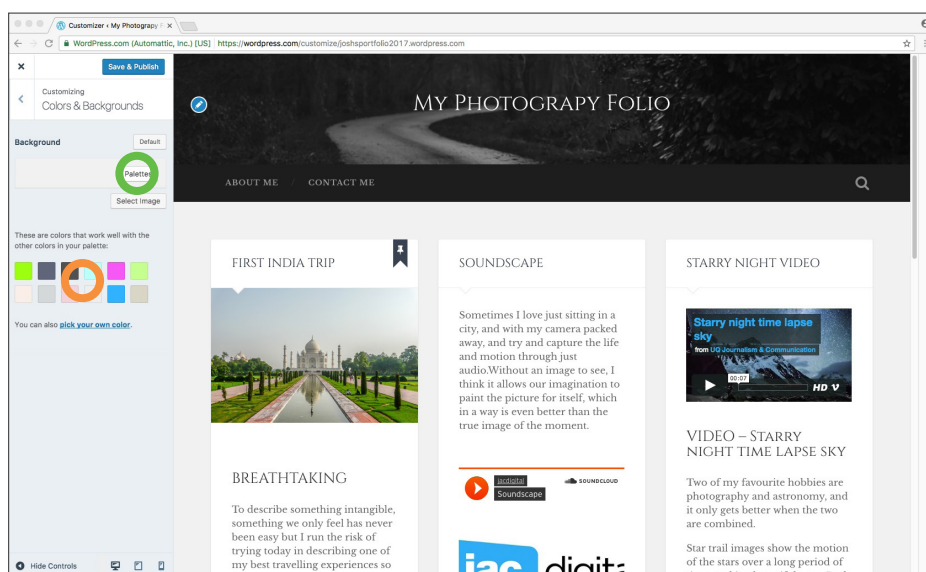 Customizer ‹ My Photograpy F
WordPress.com (Automattic, Inc.) [US]
https://wordpress.com/customize/joshsportfolio2017.wordpress.com
Save & Publish
Customizing
Colors & Backgrounds
Background
Default
Palettes
Select Image
These are colors that work well with the
other colors in your palette:
You can also pick your own color.
Hide Controls
My Photograpy Folio
ABOUT ME / CONTACT ME
FIRST INDIA TRIP
BREATHTAKING
To describe something intangible,
something we only feel has never
been easy but I run the risk of
trying today in describing one of
my best travelling experiences so
SOUNDSCAPE
Sometimes I love just sitting in a
city, and with my camera packed
away, and try and capture the life
and motion through just
audio.Without an image to see, I
think it allows our imagination to
paint the picture for itself, which
in a way is even better than the
true image of the moment.
jacdigital
Soundscape
SOUNDCLOUD
jac digita
STARRY NIGHT VIDEO
Starry night time lapse
sky
from UQ Journalism & Communication
00:07
HD
VIDEO – Starry
night time lapse sky
Two of my favourite hobbies are
photography and astronomy, and
it only gets better when the two
are combined.
Star trail images show the motion
of the stars over a long period of